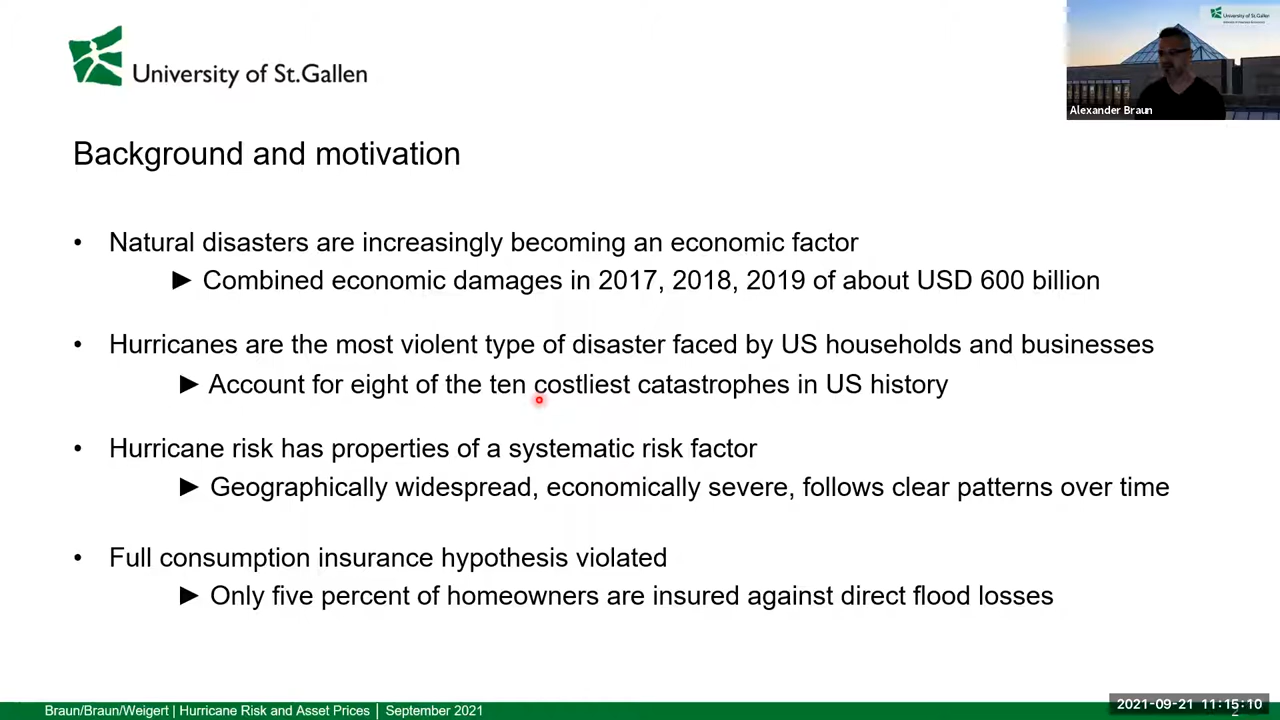 University of St.Gallen
University of St.Gallen
Alexander Braun
Background and motivation
• Natural disasters are increasingly becoming an economic factor
► Combined economic damages in 2017, 2018, 2019 of about USD 600 billion
• Hurricanes are the most violent type of disaster faced by US households and businesses
► Account for eight of the ten costliest catastrophes in US history
• Hurricane risk has properties of a systematic risk factor
► Geographically widespread, economically severe, follows clear patterns over time
• Full consumption insurance hypothesis violated
► Only five percent of homeowners are insured against direct flood losses
Braun/Braun/Weigert | Hurricane Risk and Asset Prices | September 2021
2021-09-21 11:15:10
2